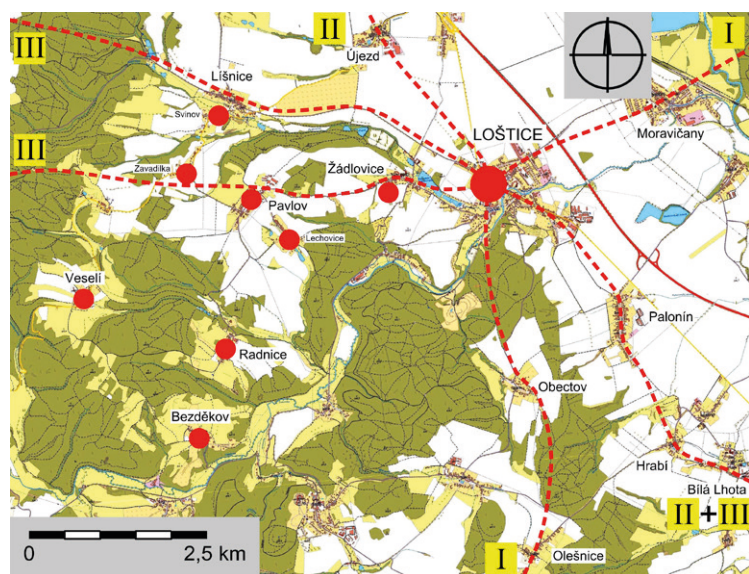 II
I
III
Újezd
Líšnice
Svinov
LOŠTICE
Moravičany
III
Zavadilka
Žádlovice
Pavlov
Lechovice
Veselí
Palonín
Radnice
Obectov
Bezděkov
Hrabí
Bílá Lhota
II + III
I
Olešnice
0 2,5 km